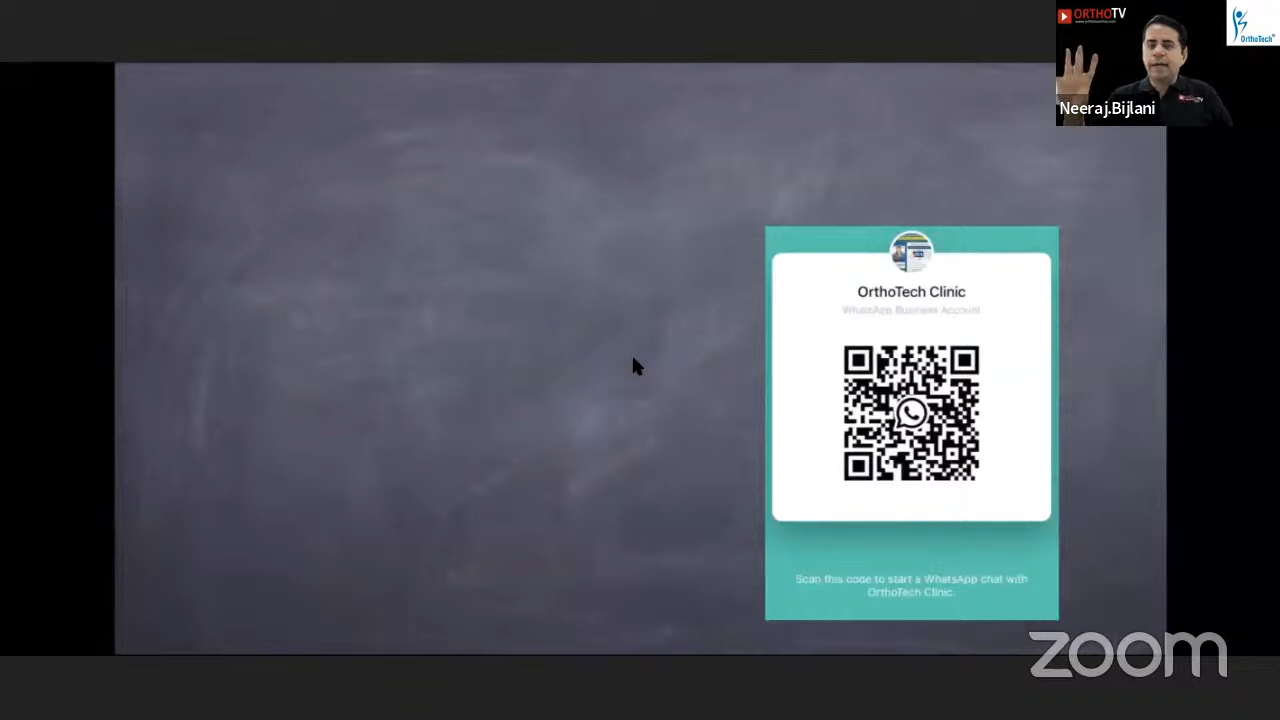 ORTHOTV
OrthoTech
Neeraj.Bijlani
OrthoTech Clinic
WhatsApp Business Account
Scan this code to start a WhatsApp chat with
OrthoTech Clinic.
zoom